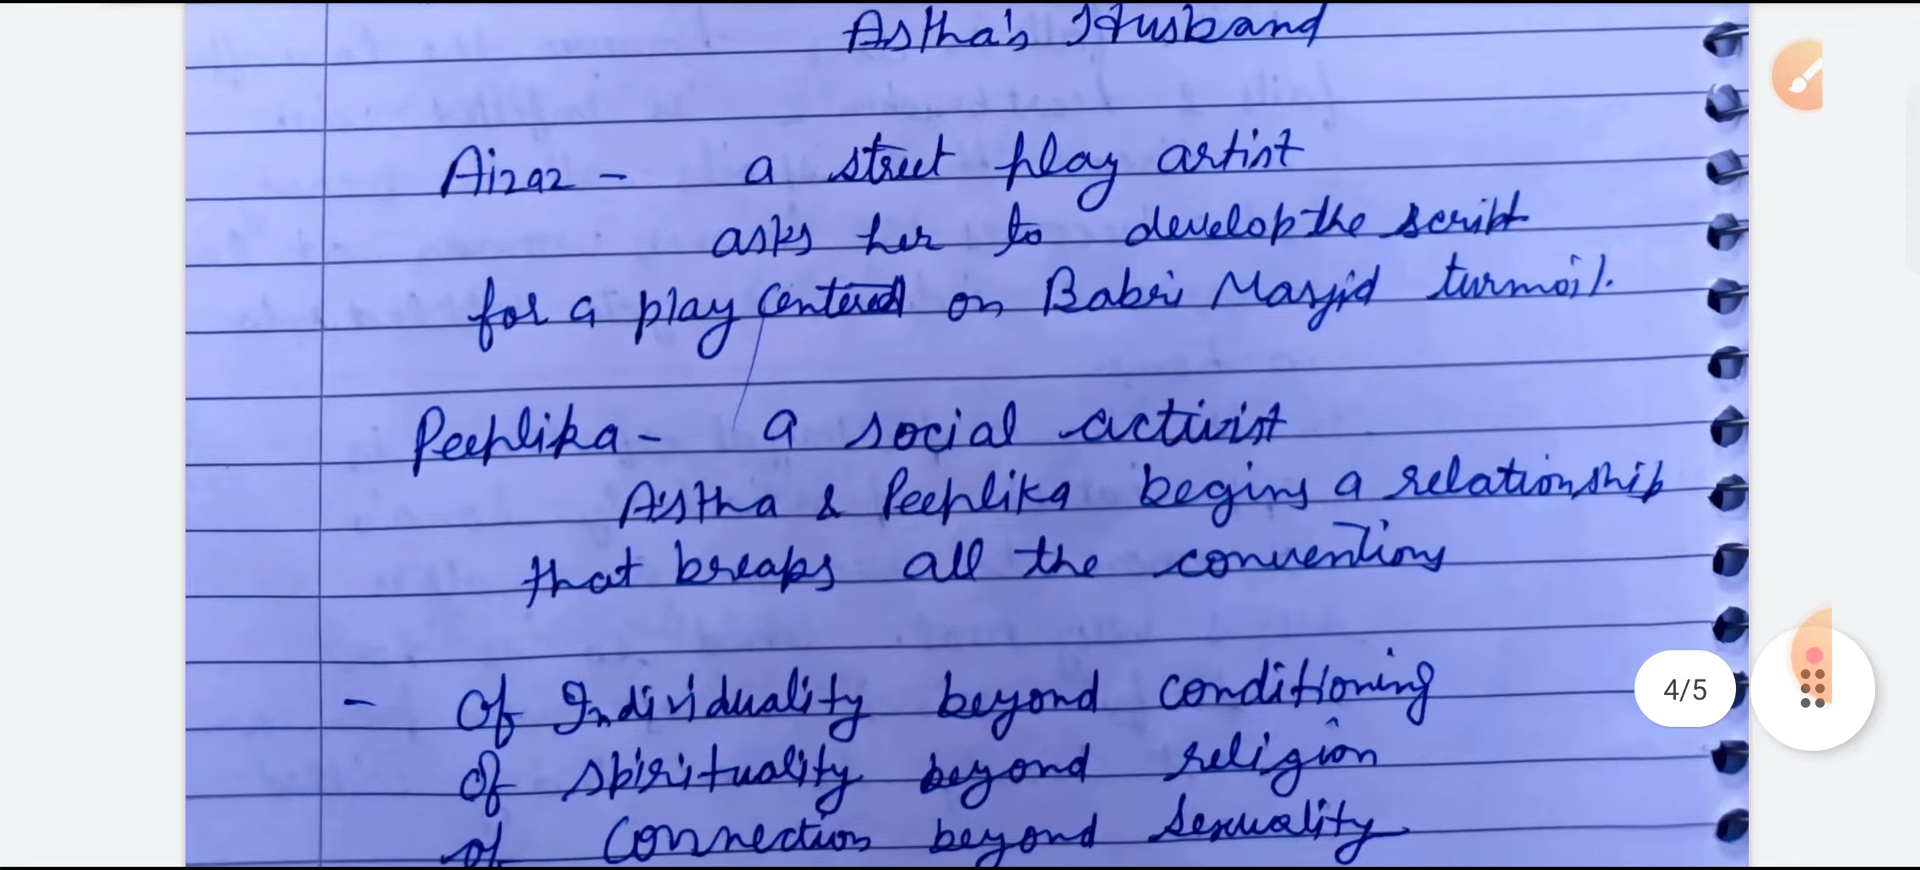 Astha's Husband
Aizaz - a street play artist
asks her to develop the script
for a play centered on Babri Masjid turmoil.
Peeplika - a social activist
Astha & Peeplika begins a relationship
that breaks all the conventions
- Of Individuality beyond conditioning
of spirituality beyond religion
of connection beyond sexuality
4/5